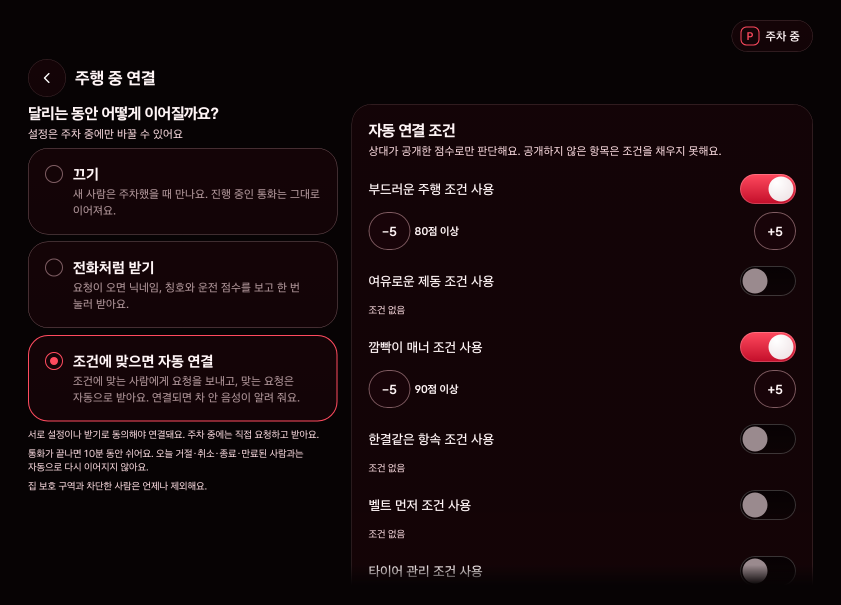 P 주차 중
주행 중 연결
달리는 동안 어떻게 이어질까요?
설정은 주차 중에만 바꿀 수 있어요
끄기
새 사람은 주차했을 때 만나요. 진행 중인 통화는 그대로
이어져요.
전화처럼 받기
요청이 오면 닉네임, 칭호와 운전 점수를 보고 한 번
눌러 받아요.
조건에 맞으면 자동 연결
조건에 맞는 사람에게 요청을 보내고, 맞는 요청은
자동으로 받아요. 연결되면 차 안 음성이 알려 줘요.
서로 설정이나 받기로 동의해야 연결돼요. 주차 중에는 직접 요청하고 받아요.
통화가 끝나면 10분 동안 쉬어요. 오늘 거절·취소·종료·만료된 사람과는
자동으로 다시 이어지지 않아요.
집 보호 구역과 차단한 사람은 언제나 제외해요.
자동 연결 조건
상대가 공개한 점수로만 판단해요. 공개하지 않은 항목은 조건을 채우지 못해요.
부드러운 주행 조건 사용
−5 80점 이상 +5
여유로운 제동 조건 사용
조건 없음
깜빡이 매너 조건 사용
−5 90점 이상 +5
한결같은 항속 조건 사용
조건 없음
벨트 먼저 조건 사용
조건 없음
타이어 관리 조건 사용